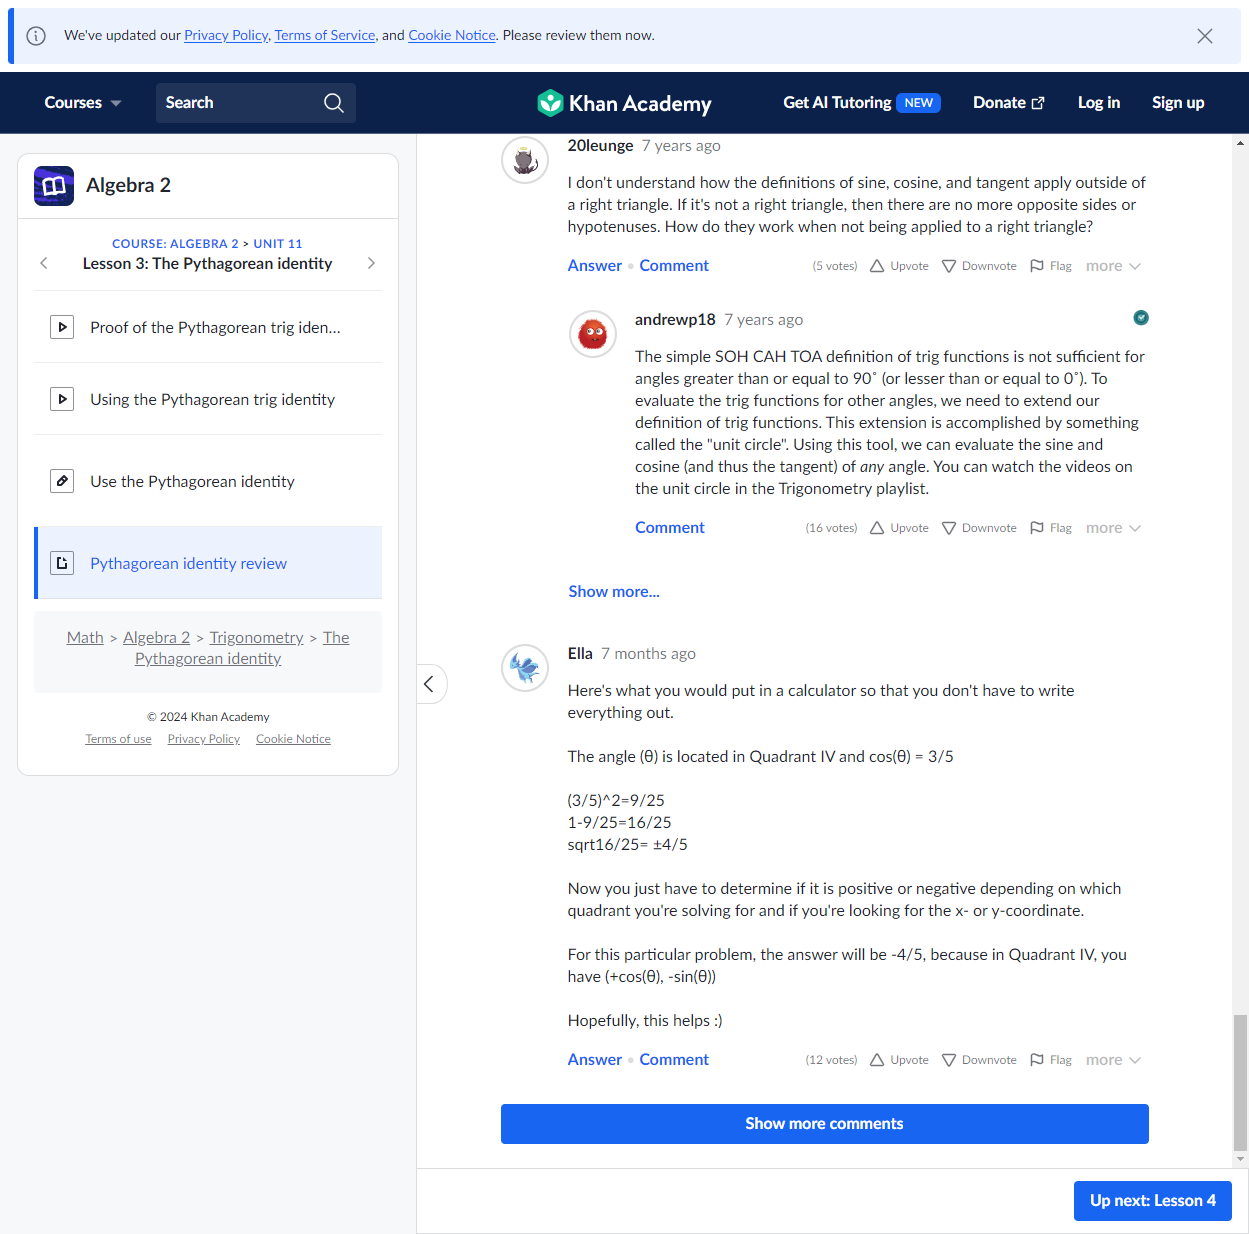 We've updated our Privacy Policy, Terms of Service, and Cookie Notice. Please review them now.
Courses
Search
Khan Academy
Get AI Tutoring NEW
Donate
Log in
Sign up
Algebra 2
COURSE: ALGEBRA 2 > UNIT 11
Lesson 3: The Pythagorean identity
Proof of the Pythagorean trig iden...
Using the Pythagorean trig identity
Use the Pythagorean identity
Pythagorean identity review
Math > Algebra 2 > Trigonometry > The
Pythagorean identity
© 2024 Khan Academy
Terms of use Privacy Policy Cookie Notice
20leunge 7 years ago
I don't understand how the definitions of sine, cosine, and tangent apply outside of
a right triangle. If it's not a right triangle, then there are no more opposite sides or
hypotenuses. How do they work when not being applied to a right triangle?
Answer • Comment (5 votes) Upvote Downvote Flag more
andrewp18 7 years ago
The simple SOH CAH TOA definition of trig functions is not sufficient for
angles greater than or equal to 90˚ (or lesser than or equal to 0˚). To
evaluate the trig functions for other angles, we need to extend our
definition of trig functions. This extension is accomplished by something
called the "unit circle". Using this tool, we can evaluate the sine and
cosine (and thus the tangent) of any angle. You can watch the videos on
the unit circle in the Trigonometry playlist.
Comment (16 votes) Upvote Downvote Flag more
Show more...
Ella 7 months ago
Here's what you would put in a calculator so that you don't have to write
everything out.
The angle (θ) is located in Quadrant IV and cos(θ) = 3/5
(3/5)^2=9/25
1-9/25=16/25
sqrt16/25= ±4/5
Now you just have to determine if it is positive or negative depending on which
quadrant you're solving for and if you're looking for the x- or y-coordinate.
For this particular problem, the answer will be -4/5, because in Quadrant IV, you
have (+cos(θ), -sin(θ))
Hopefully, this helps :)
Answer • Comment (12 votes) Upvote Downvote Flag more
Show more comments
Up next: Lesson 4